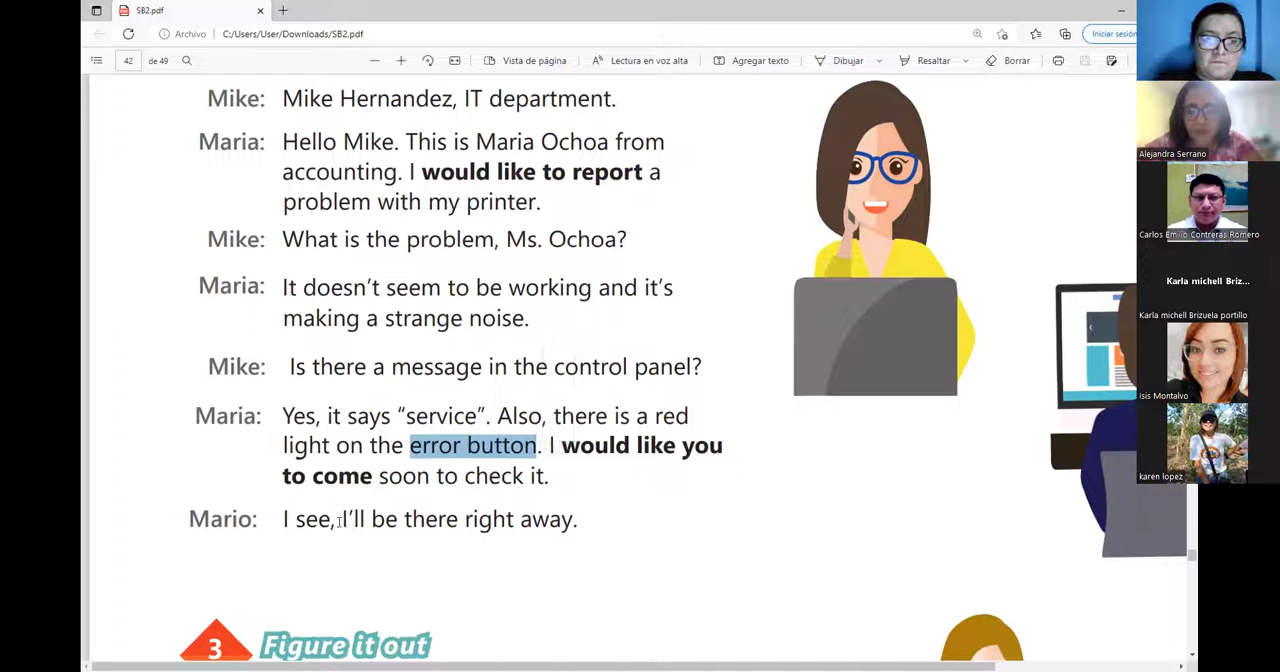 SB2.pdf
Archivo
C:/Users/User/Downloads/SB2.pdf
Iniciar sesión
42 de 49
Vista de página
Lectura en voz alta
Agregar texto
Dibujar
Resaltar
Borrar
Mike: Mike Hernandez, IT department.
Maria: Hello Mike. This is Maria Ochoa from
accounting. I would like to report a
problem with my printer.
Mike: What is the problem, Ms. Ochoa?
Maria: It doesn't seem to be working and it's
making a strange noise.
Mike: Is there a message in the control panel?
Maria: Yes, it says “service”. Also, there is a red
light on the error button. I would like you
to come soon to check it.
Mario: I see, I'll be there right away.
3 Figure it out
Alejandra Serrano
Carlos Emilio Contreras Romero
Karla michell Briz...
Karla michell Brizuela portillo
Isis Montalvo
karen lopez